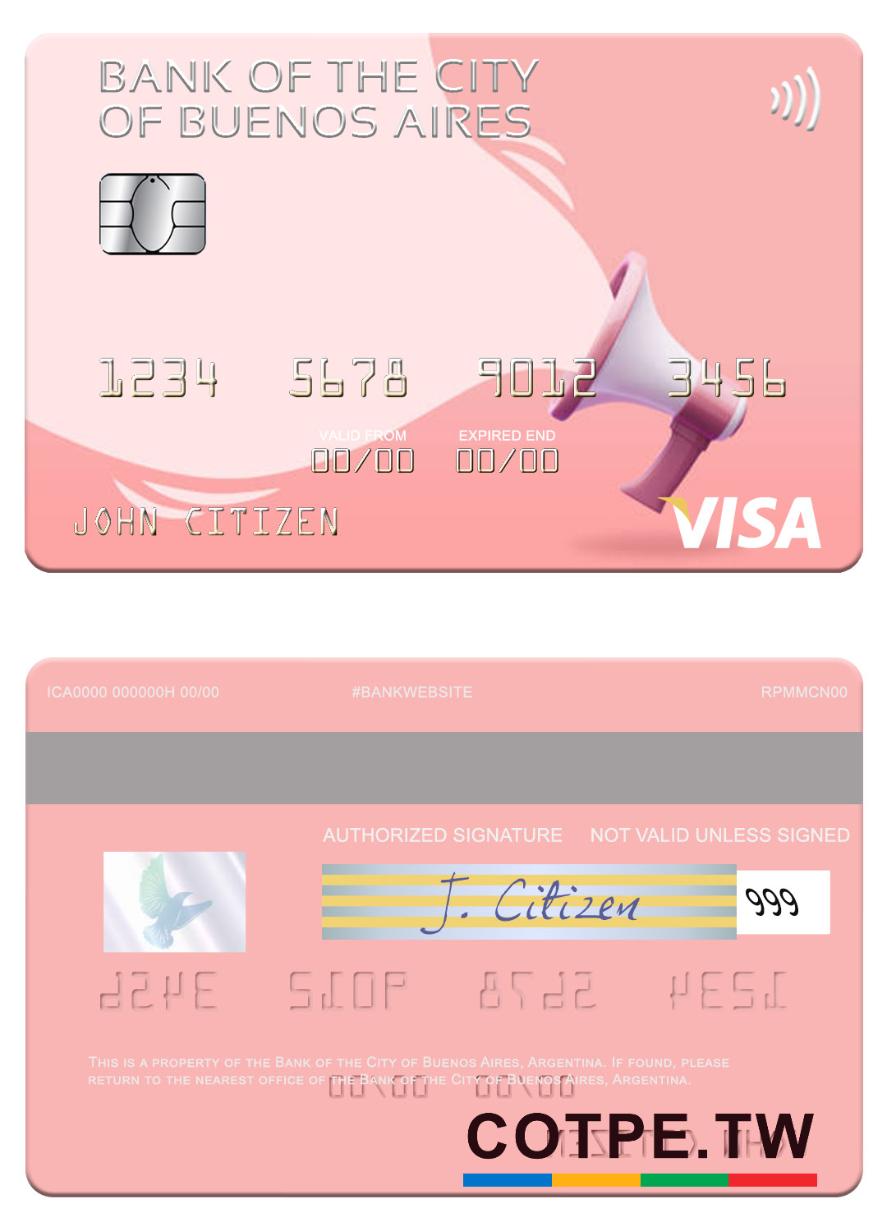 BANK OF THE CITY
OF BUENOS AIRES
1234 5678 9012 3456
VALID FROM EXPIRED END
00/00 00/00
JOHN CITIZEN
VISA
ICA0000 000000H 00/00 #BANKWEBSITE RPMMCN00
AUTHORIZED SIGNATURE NOT VALID UNLESS SIGNED
J. Citizen 999
THIS IS A PROPERTY OF THE BANK OF THE CITY OF BUENOS AIRES, ARGENTINA. IF FOUND, PLEASE
RETURN TO THE NEAREST OFFICE OF THE BANK OF THE CITY OF BUENOS AIRES, ARGENTINA.
COTPE.TW